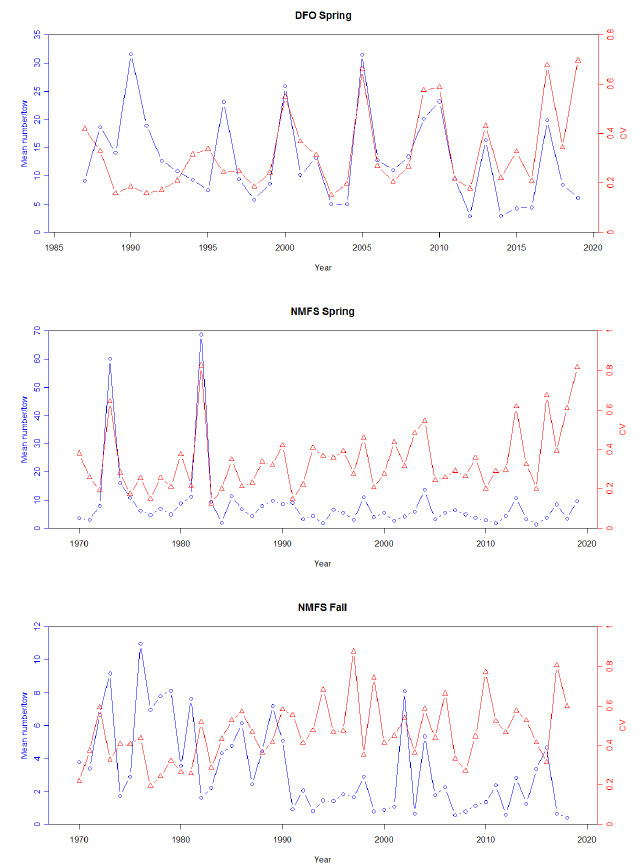 DFO Spring
Mean number/tow
0 5 10 15 20 25 30 35
0 0.2 0.4 0.6 0.8
CV
1985 1990 1995 2000 2005 2010 2015 2020
Year
NMFS Spring
Mean number/tow
0 10 20 30 40 50 60 70
0 0.2 0.4 0.6 0.8 1
CV
1970 1980 1990 2000 2010 2020
Year
NMFS Fall
Mean number/tow
0 2 4 6 8 10 12
0 0.2 0.4 0.6 0.8 1
CV
1970 1980 1990 2000 2010 2020
Year